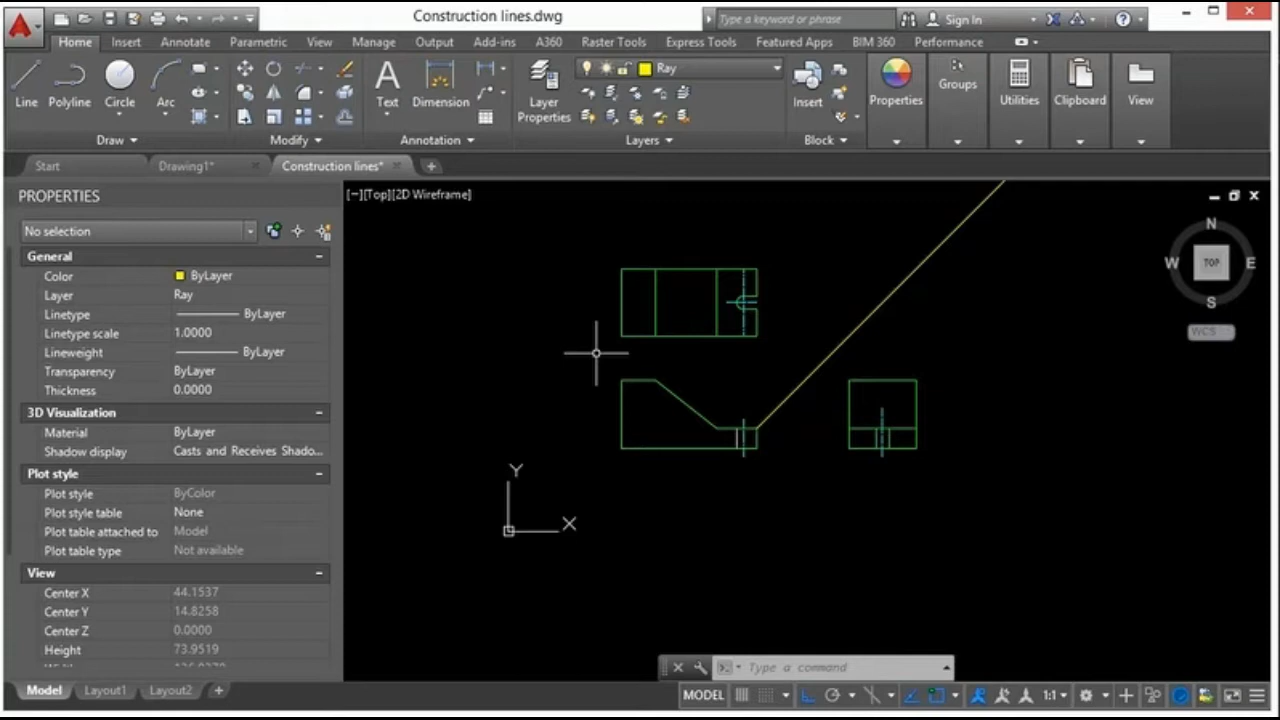 Construction lines.dwg
Type a keyword or phrase
Sign In
Home Insert Annotate Parametric View Manage Output Add-ins A360 Raster Tools Express Tools Featured Apps BIM 360 Performance
Ray
Line Polyline Circle Arc
Text Dimension
Layer
Properties
Insert
Properties
Groups
Utilities
Clipboard
View
Draw Modify Annotation Layers Block
Start Drawing1* Construction lines*
PROPERTIES
[−][Top][2D Wireframe]
No selection
General
Color ByLayer
Layer Ray
Linetype ByLayer
Linetype scale 1.0000
Lineweight ByLayer
Transparency ByLayer
Thickness 0.0000
3D Visualization
Material ByLayer
Shadow display Casts and Receives Shado...
Plot style
Plot style ByColor
Plot style table None
Plot table attached to Model
Plot table type Not available
View
Center X 44.1537
Center Y 14.8258
Center Z 0.0000
Height 73.9519
N
W TOP E
S
WCS
Y
X
Type a command
Model Layout1 Layout2 +
MODEL 1:1